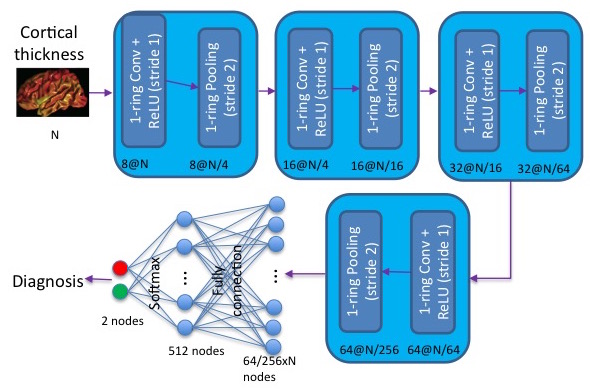 Cortical
thickness
N
1-ring Conv +
ReLU (stride 1)
1-ring Pooling
(stride 2)
8@N
8@N/4
1-ring Conv +
ReLU (stride 1)
1-ring Pooling
(stride 2)
16@N/4
16@N/16
1-ring Conv +
ReLU (stride 1)
1-ring Pooling
(stride 2)
32@N/16
32@N/64
1-ring Pooling
(stride 2)
1-ring Conv +
ReLU (stride 1)
64@N/256
64@N/64
Diagnosis
2 nodes
Softmax
...
512 nodes
Fully
connection
...
64/256xN
nodes